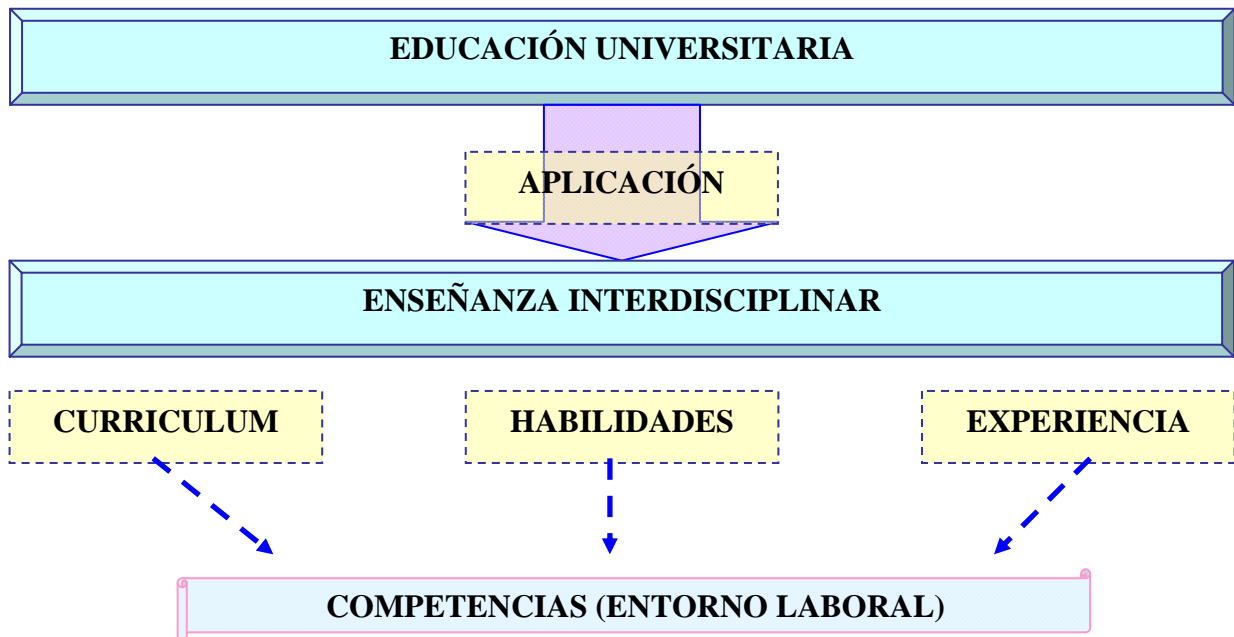 EDUCACIÓN UNIVERSITARIA
APLICACIÓN
ENSEÑANZA INTERDISCIPLINAR
CURRICULUM
HABILIDADES
EXPERIENCIA
COMPETENCIAS (ENTORNO LABORAL)